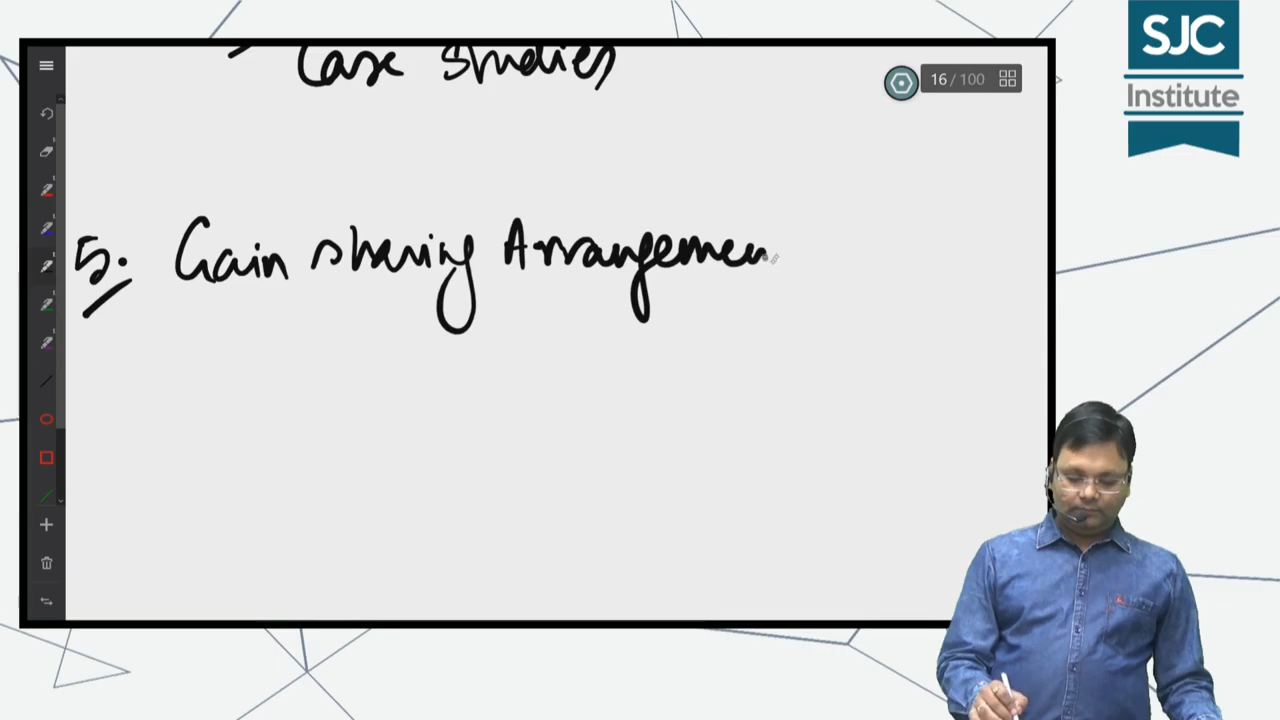 Case Studies
16 / 100
SJC
Institute
5. Gain sharing Arrangemen